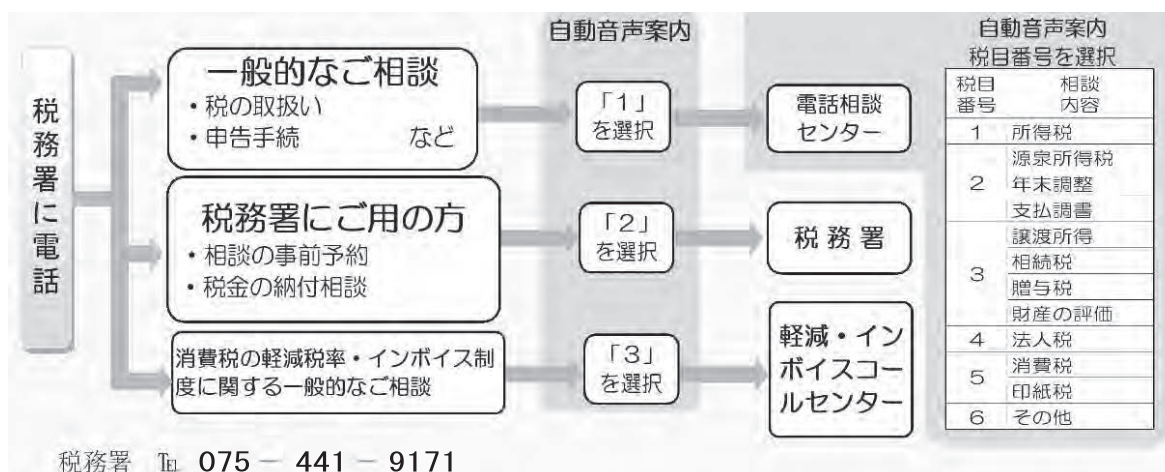 税務署に電話
一般的なご相談
・税の取扱い
・申告手続　　など
税務署にご用の方
・相談の事前予約
・税金の納付相談
消費税の軽減税率・インボイス制
度に関する一般的なご相談
自動音声案内
「1」
を選択
「2」
を選択
「3」
を選択
電話相談
センター
税務署
軽減・イン
ボイスコー
ルセンター
自動音声案内
税目番号を選択
税目 相談
番号 内容
1 所得税
源泉所得税
2 年末調整
支払調書
譲渡所得
3 相続税
贈与税
財産の評価
4 法人税
5 消費税
印紙税
6 その他
税務署 ℡ 075 － 441 － 9171